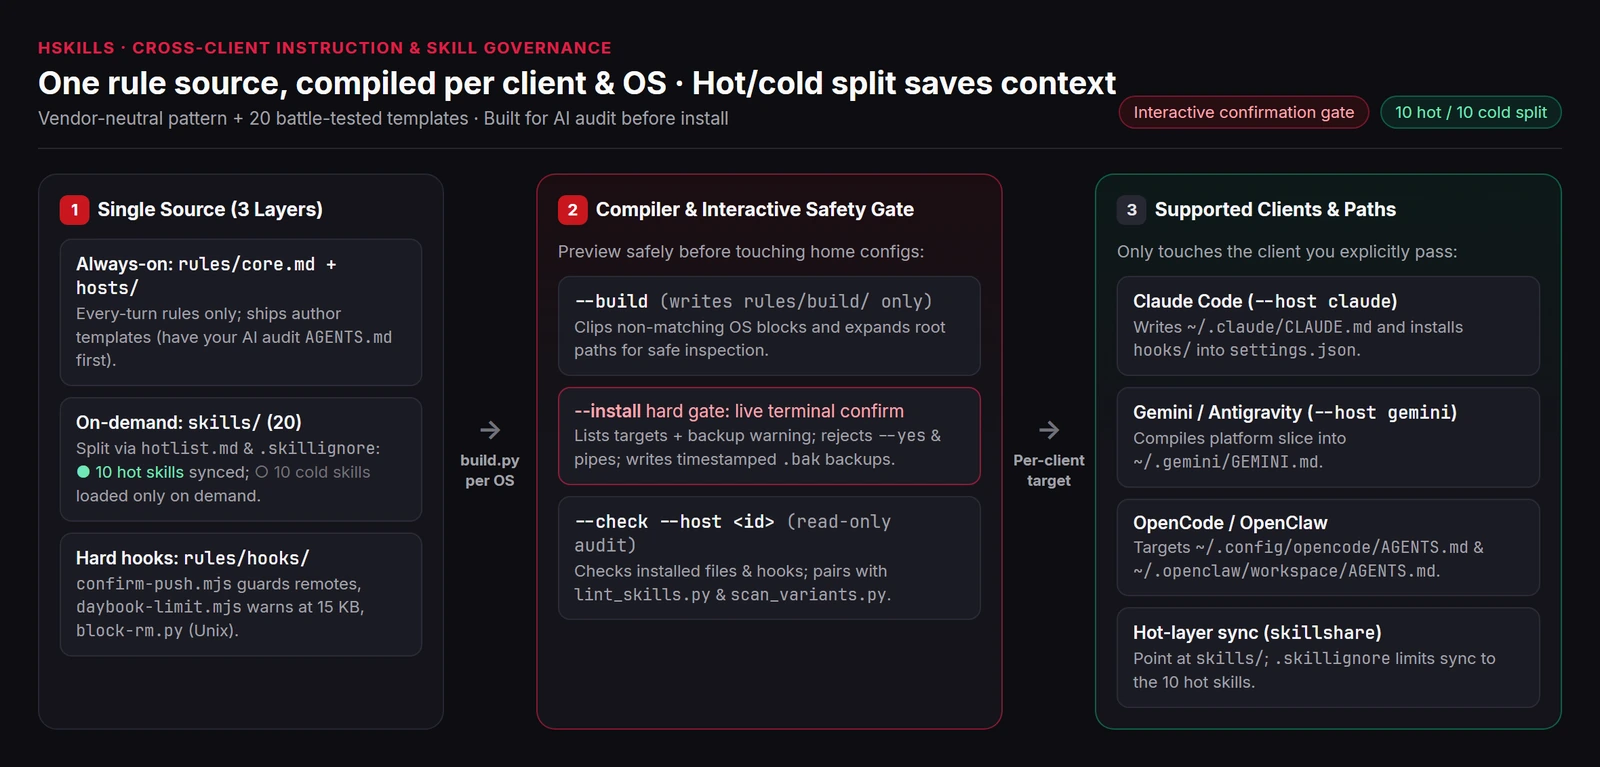 HSKILLS · CROSS-CLIENT INSTRUCTION & SKILL GOVERNANCE
One rule source, compiled per client & OS · Hot/cold split saves context
Vendor-neutral pattern + 20 battle-tested templates · Built for AI audit before install
Interactive confirmation gate
10 hot / 10 cold split
1 Single Source (3 Layers)
Always-on: rules/core.md +
hosts/
Every-turn rules only; ships author
templates (have your AI audit AGENTS.md
first).
On-demand: skills/ (20)
Split via hotlist.md & .skillignore:
● 10 hot skills synced; ○ 10 cold skills
loaded only on demand.
Hard hooks: rules/hooks/
confirm-push.mjs guards remotes,
daybook-limit.mjs warns at 15 KB,
block-rm.py (Unix).
→
build.py
per OS
2 Compiler & Interactive Safety Gate
Preview safely before touching home configs:
--build (writes rules/build/ only)
Clips non-matching OS blocks and expands root
paths for safe inspection.
--install hard gate: live terminal confirm
Lists targets + backup warning; rejects --yes &
pipes; writes timestamped .bak backups.
--check --host <id> (read-only
audit)
Checks installed files & hooks; pairs with
lint_skills.py & scan_variants.py.
→
Per-client
target
3 Supported Clients & Paths
Only touches the client you explicitly pass:
Claude Code (--host claude)
Writes ~/.claude/CLAUDE.md and installs
hooks/ into settings.json.
Gemini / Antigravity (--host gemini)
Compiles platform slice into
~/.gemini/GEMINI.md.
OpenCode / OpenClaw
Targets ~/.config/opencode/AGENTS.md &
~/.openclaw/workspace/AGENTS.md.
Hot-layer sync (skillshare)
Point at skills/; .skillignore limits sync to
the 10 hot skills.